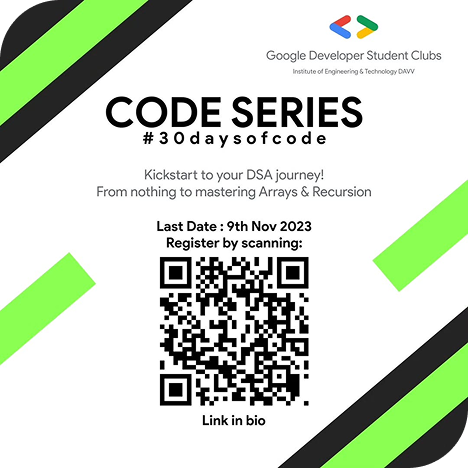 Google Developer Student Clubs
Institute of Engineering & Technology DAVV
CODE SERIES
#30daysofcode
Kickstart to your DSA journey!
From nothing to mastering Arrays & Recursion
Last Date : 9th Nov 2023
Register by scanning:
Link in bio